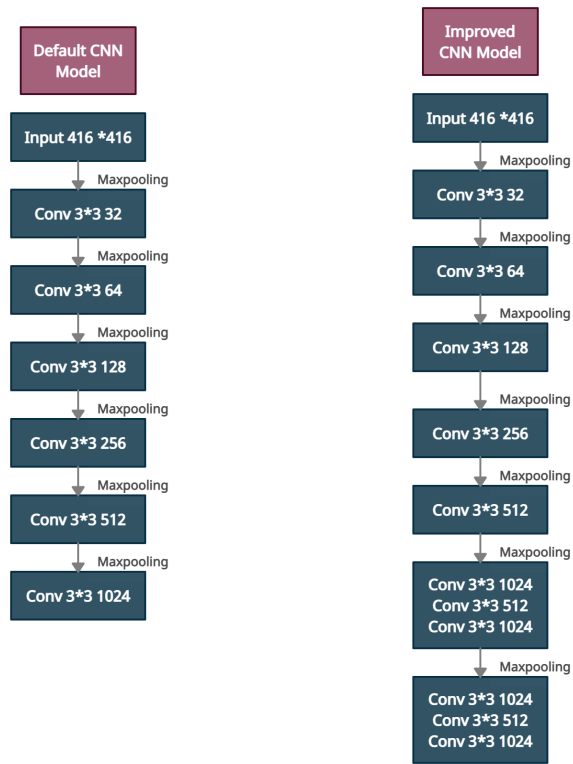 Default CNN
Model
Input 416 *416
Maxpooling
Conv 3*3 32
Maxpooling
Conv 3*3 64
Maxpooling
Conv 3*3 128
Maxpooling
Conv 3*3 256
Maxpooling
Conv 3*3 512
Maxpooling
Conv 3*3 1024
Improved
CNN Model
Input 416 *416
Maxpooling
Conv 3*3 32
Maxpooling
Conv 3*3 64
Maxpooling
Conv 3*3 128
Maxpooling
Conv 3*3 256
Maxpooling
Conv 3*3 512
Maxpooling
Conv 3*3 1024
Conv 3*3 512
Conv 3*3 1024
Maxpooling
Conv 3*3 1024
Conv 3*3 512
Conv 3*3 1024